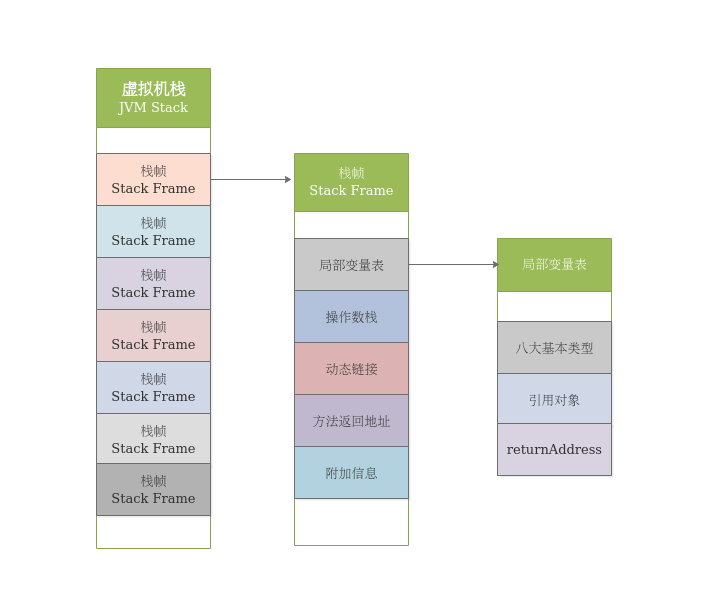 虚拟机栈
JVM Stack
栈帧
Stack Frame
栈帧
Stack Frame
栈帧
Stack Frame
栈帧
Stack Frame
栈帧
Stack Frame
栈帧
Stack Frame
栈帧
Stack Frame
栈帧
Stack Frame
局部变量表
操作数栈
动态链接
方法返回地址
附加信息
局部变量表
八大基本类型
引用对象
returnAddress